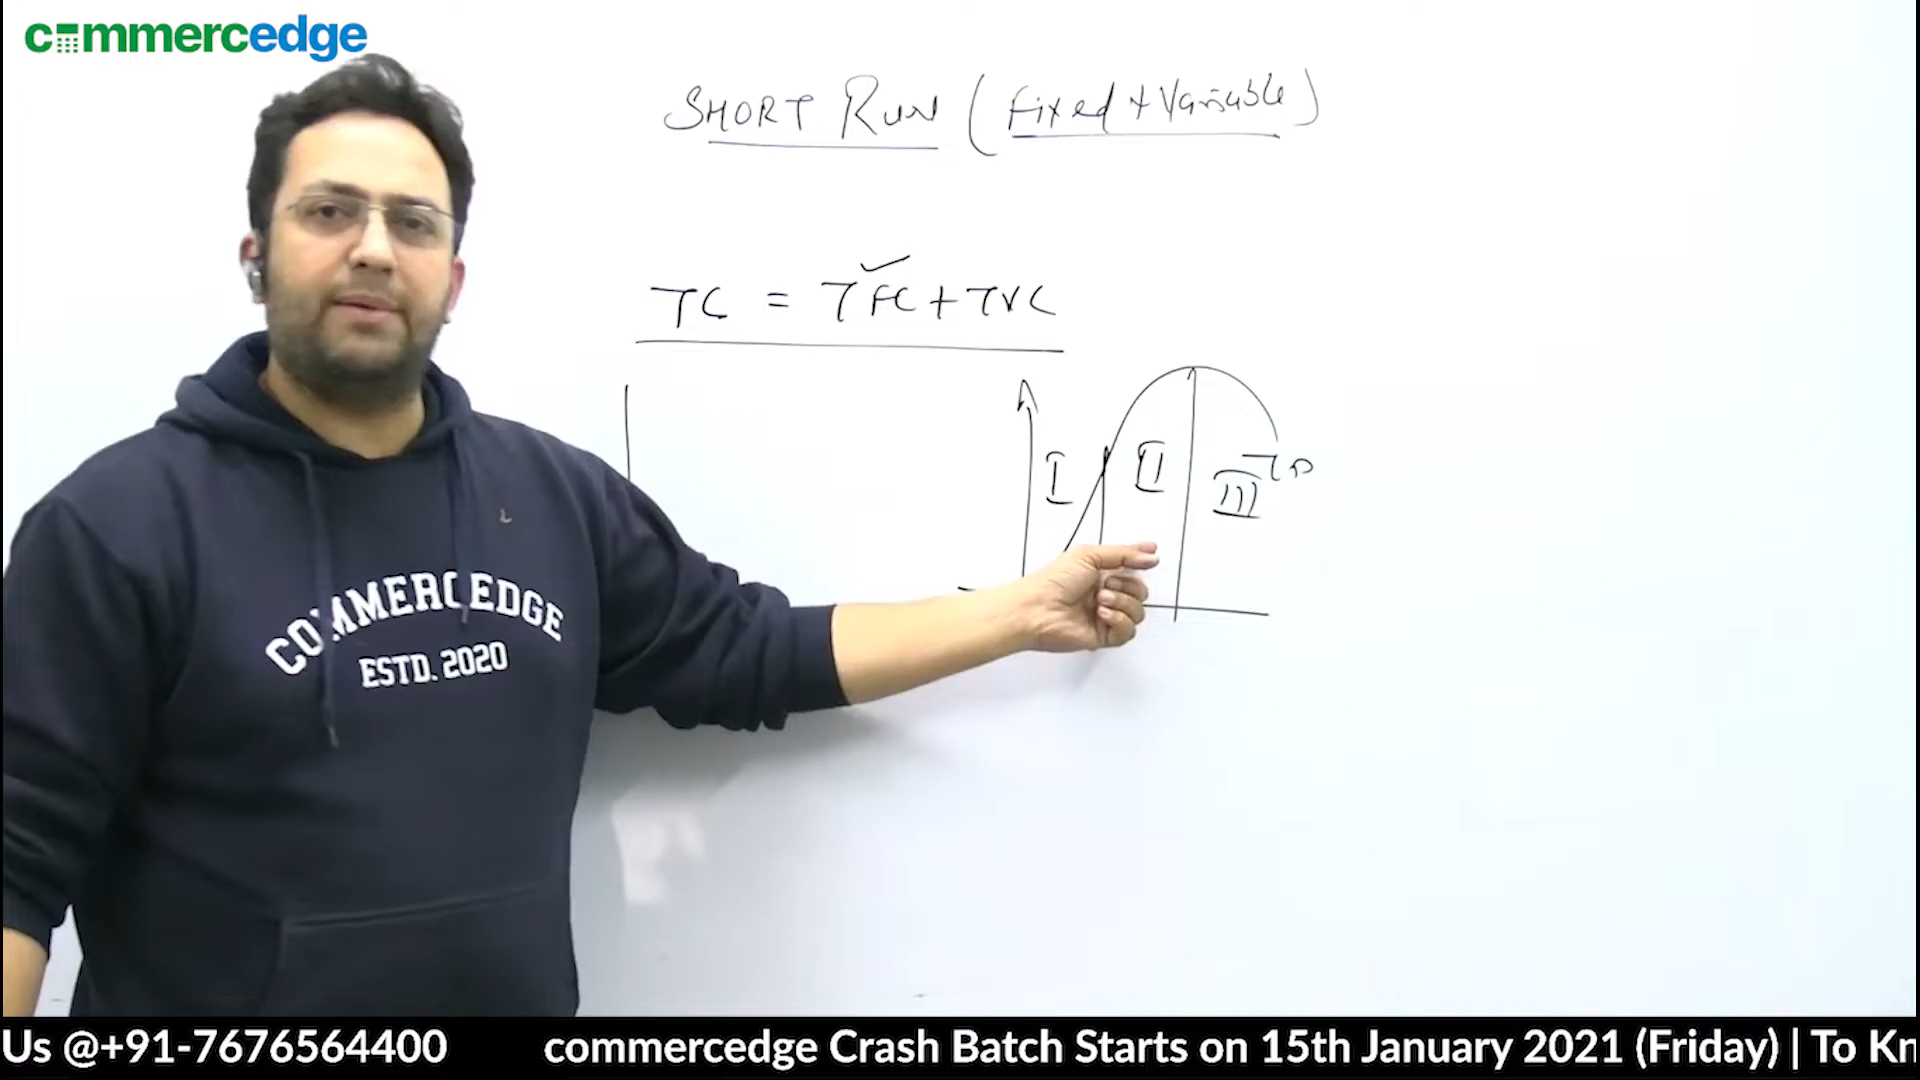 commercedge
SHORT RUN (Fixed + Variable)
TC = TFC + TVC
I
II
III
TP
COMMERCEDGE
ESTD. 2020
Us @+91-7676564400 commercedge Crash Batch Starts on 15th January 2021 (Friday) | To Kn